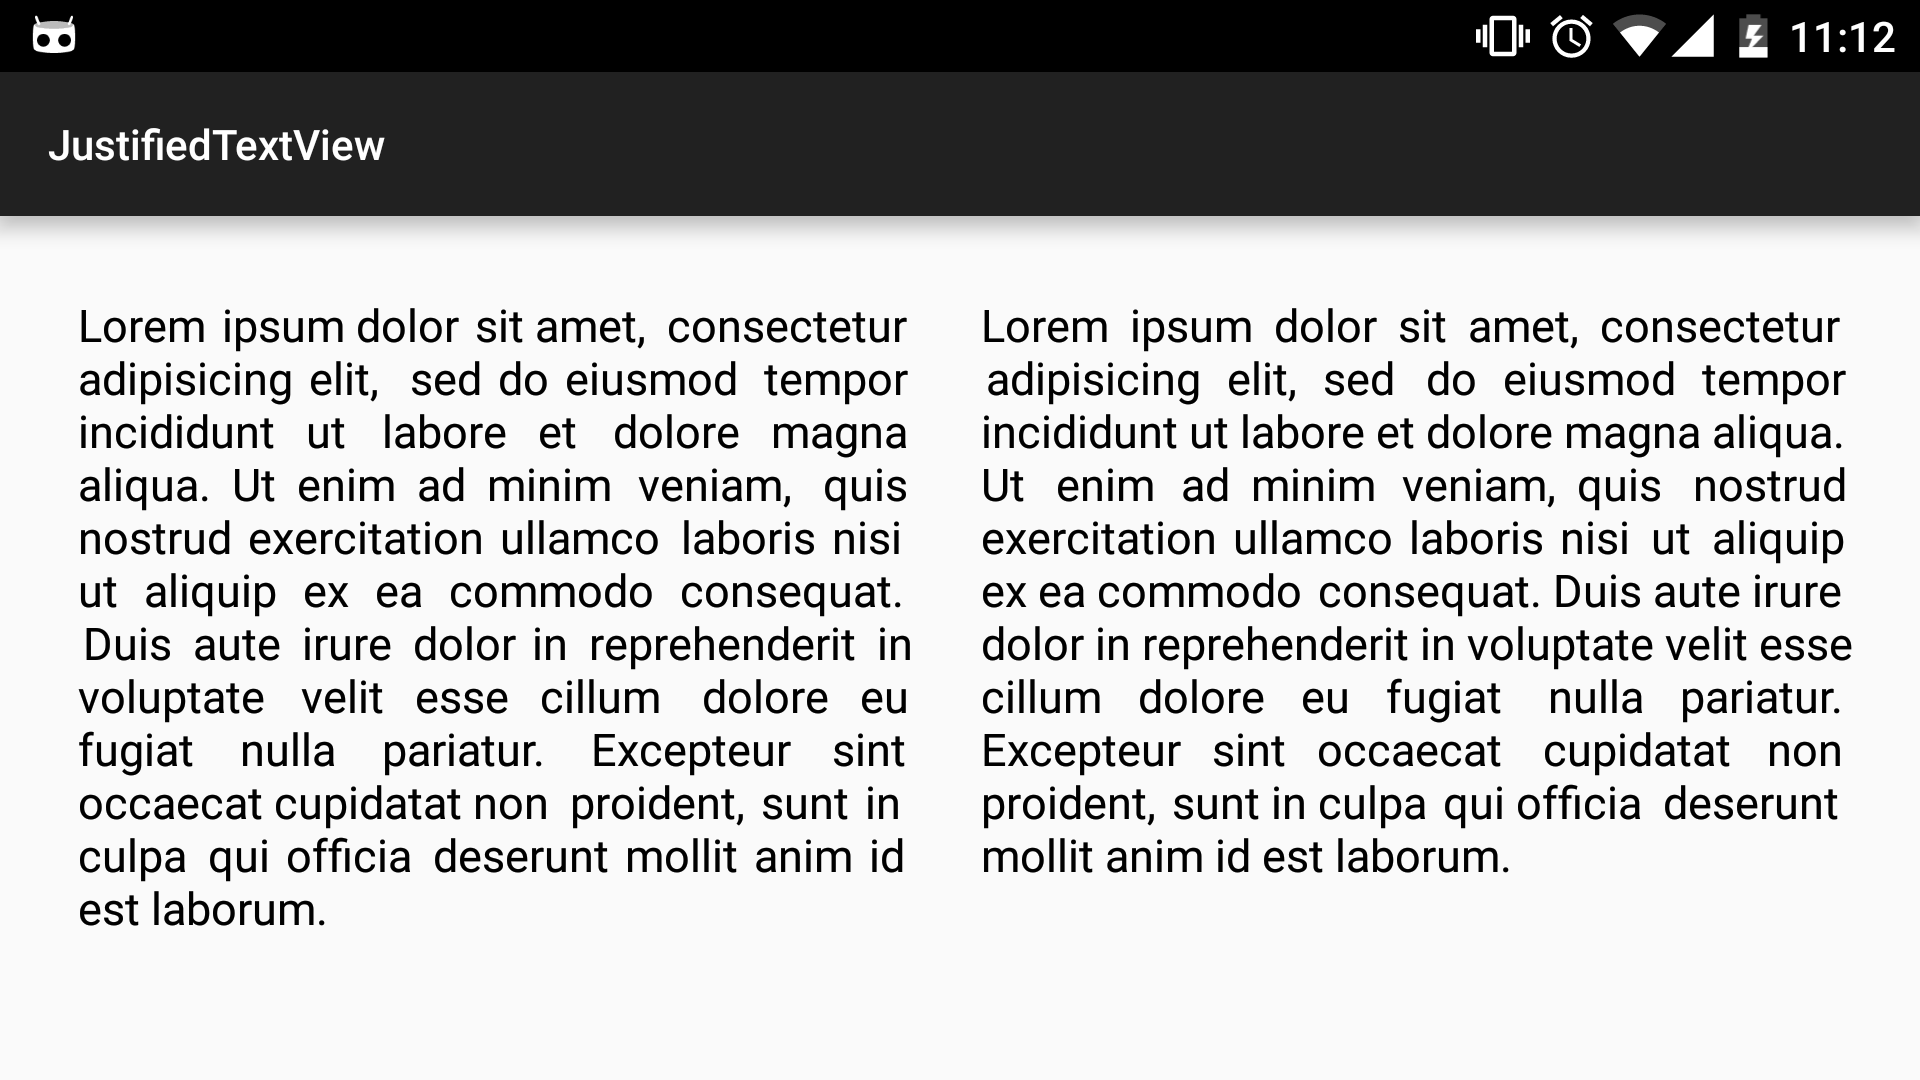 11:12
JustifiedTextView
Lorem ipsum dolor sit amet, consectetur
adipisicing elit, sed do eiusmod tempor
incididunt ut labore et dolore magna
aliqua. Ut enim ad minim veniam, quis
nostrud exercitation ullamco laboris nisi
ut aliquip ex ea commodo consequat.
Duis aute irure dolor in reprehenderit in
voluptate velit esse cillum dolore eu
fugiat nulla pariatur. Excepteur sint
occaecat cupidatat non proident, sunt in
culpa qui officia deserunt mollit anim id
est laborum.
Lorem ipsum dolor sit amet, consectetur
adipisicing elit, sed do eiusmod tempor
incididunt ut labore et dolore magna aliqua.
Ut enim ad minim veniam, quis nostrud
exercitation ullamco laboris nisi ut aliquip
ex ea commodo consequat. Duis aute irure
dolor in reprehenderit in voluptate velit esse
cillum dolore eu fugiat nulla pariatur.
Excepteur sint occaecat cupidatat non
proident, sunt in culpa qui officia deserunt
mollit anim id est laborum.